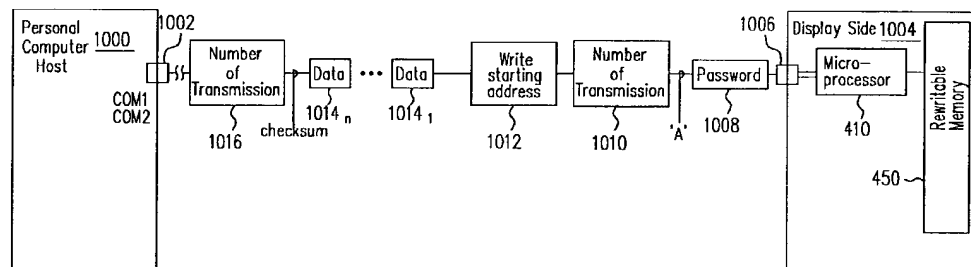 Personal
Computer 1000
Host
1002
COM1
COM2
Number
of
Transmission
1016
checksum
Data
1014 n
Data
1014 1
Write
starting
address
1012
Number
of
Transmission
1010
'A'
Password
1008
1006
Display Side 1004
Micro-
processor
410
Rewritable
Memory
450